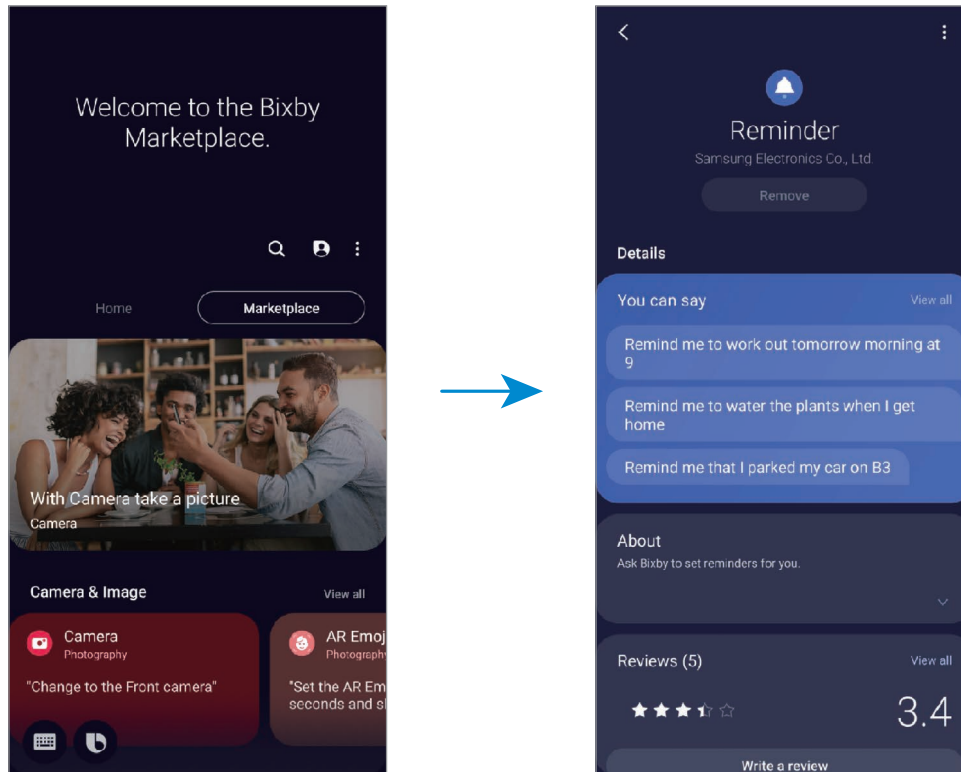 Welcome to the Bixby
Marketplace.
Home
Marketplace
With Camera take a picture
Camera
Camera & Image
View all
Camera
Photography
"Change to the Front camera"
AR Emoj
Photography
"Set the AR Em
seconds and sl
Reminder
Samsung Electronics Co., Ltd.
Remove
Details
You can say
View all
Remind me to work out tomorrow morning at
9
Remind me to water the plants when I get
home
Remind me that I parked my car on B3
About
Ask Bixby to set reminders for you.
Reviews (5)
View all
3.4
Write a review